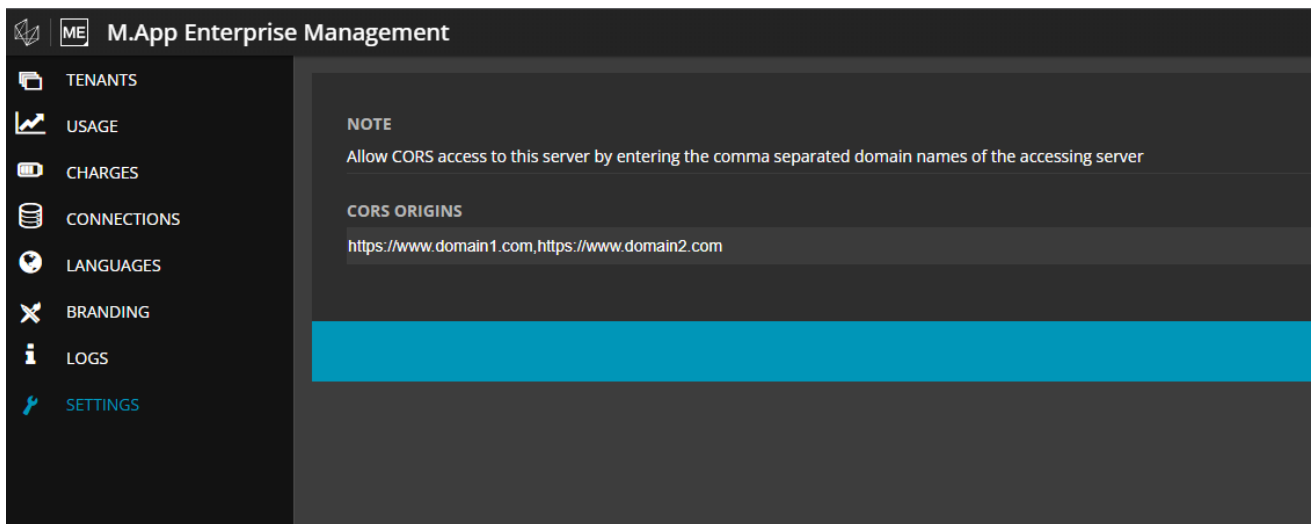 ME M.App Enterprise Management
TENANTS
USAGE
CHARGES
CONNECTIONS
LANGUAGES
BRANDING
LOGS
SETTINGS
NOTE
Allow CORS access to this server by entering the comma separated domain names of the accessing server
CORS ORIGINS
https://www.domain1.com,https://www.domain2.com